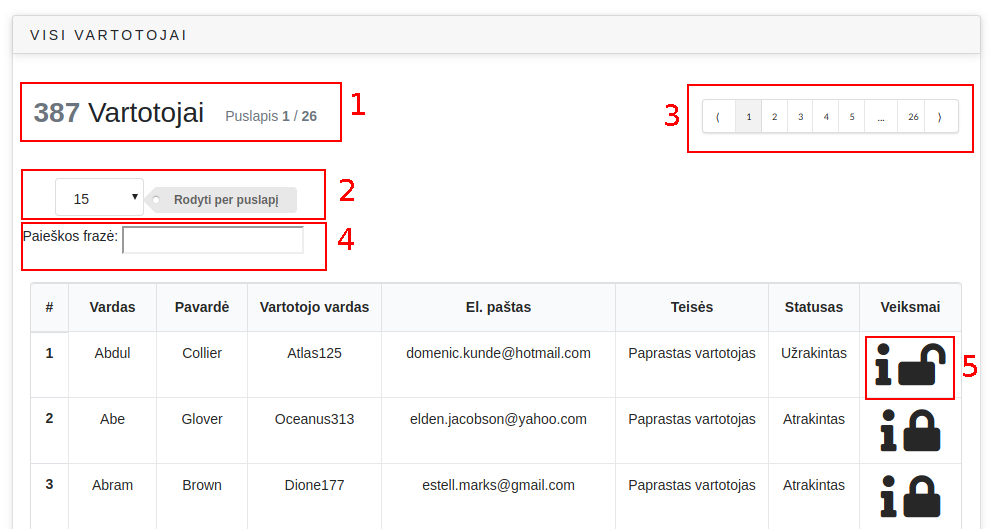 VISI VARTOTOJAI
387 Vartotojai Puslapis 1 / 26 1
3 ⟨ 1 2 3 4 5 ... 26 ⟩
15 Rodyti per puslapį 2
Paieškos frazė: 4
# Vardas Pavardė Vartotojo vardas El. paštas Teisės Statusas Veiksmai
1 Abdul Collier Atlas125 domenic.kunde@hotmail.com Paprastas vartotojas Užrakintas 5
2 Abe Glover Oceanus313 elden.jacobson@yahoo.com Paprastas vartotojas Atrakintas
3 Abram Brown Dione177 estell.marks@gmail.com Paprastas vartotojas Atrakintas